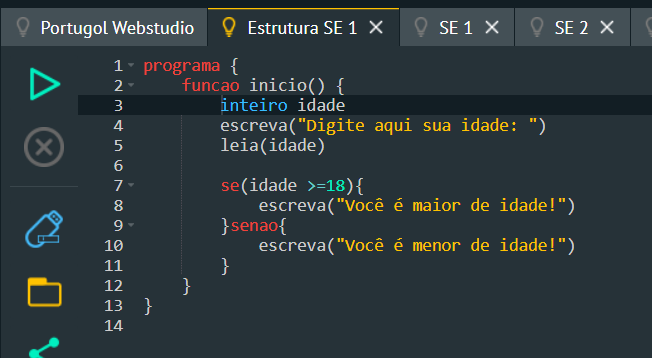 Portugol Webstudio Estrutura SE 1 SE 1 SE 2
1 programa {
2 funcao inicio() {
3 inteiro idade
4 escreva("Digite aqui sua idade: ")
5 leia(idade)
6
7 se(idade >=18){
8 escreva("Você é maior de idade!")
9 }senao{
10 escreva("Você é menor de idade!")
11 }
12 }
13 }
14